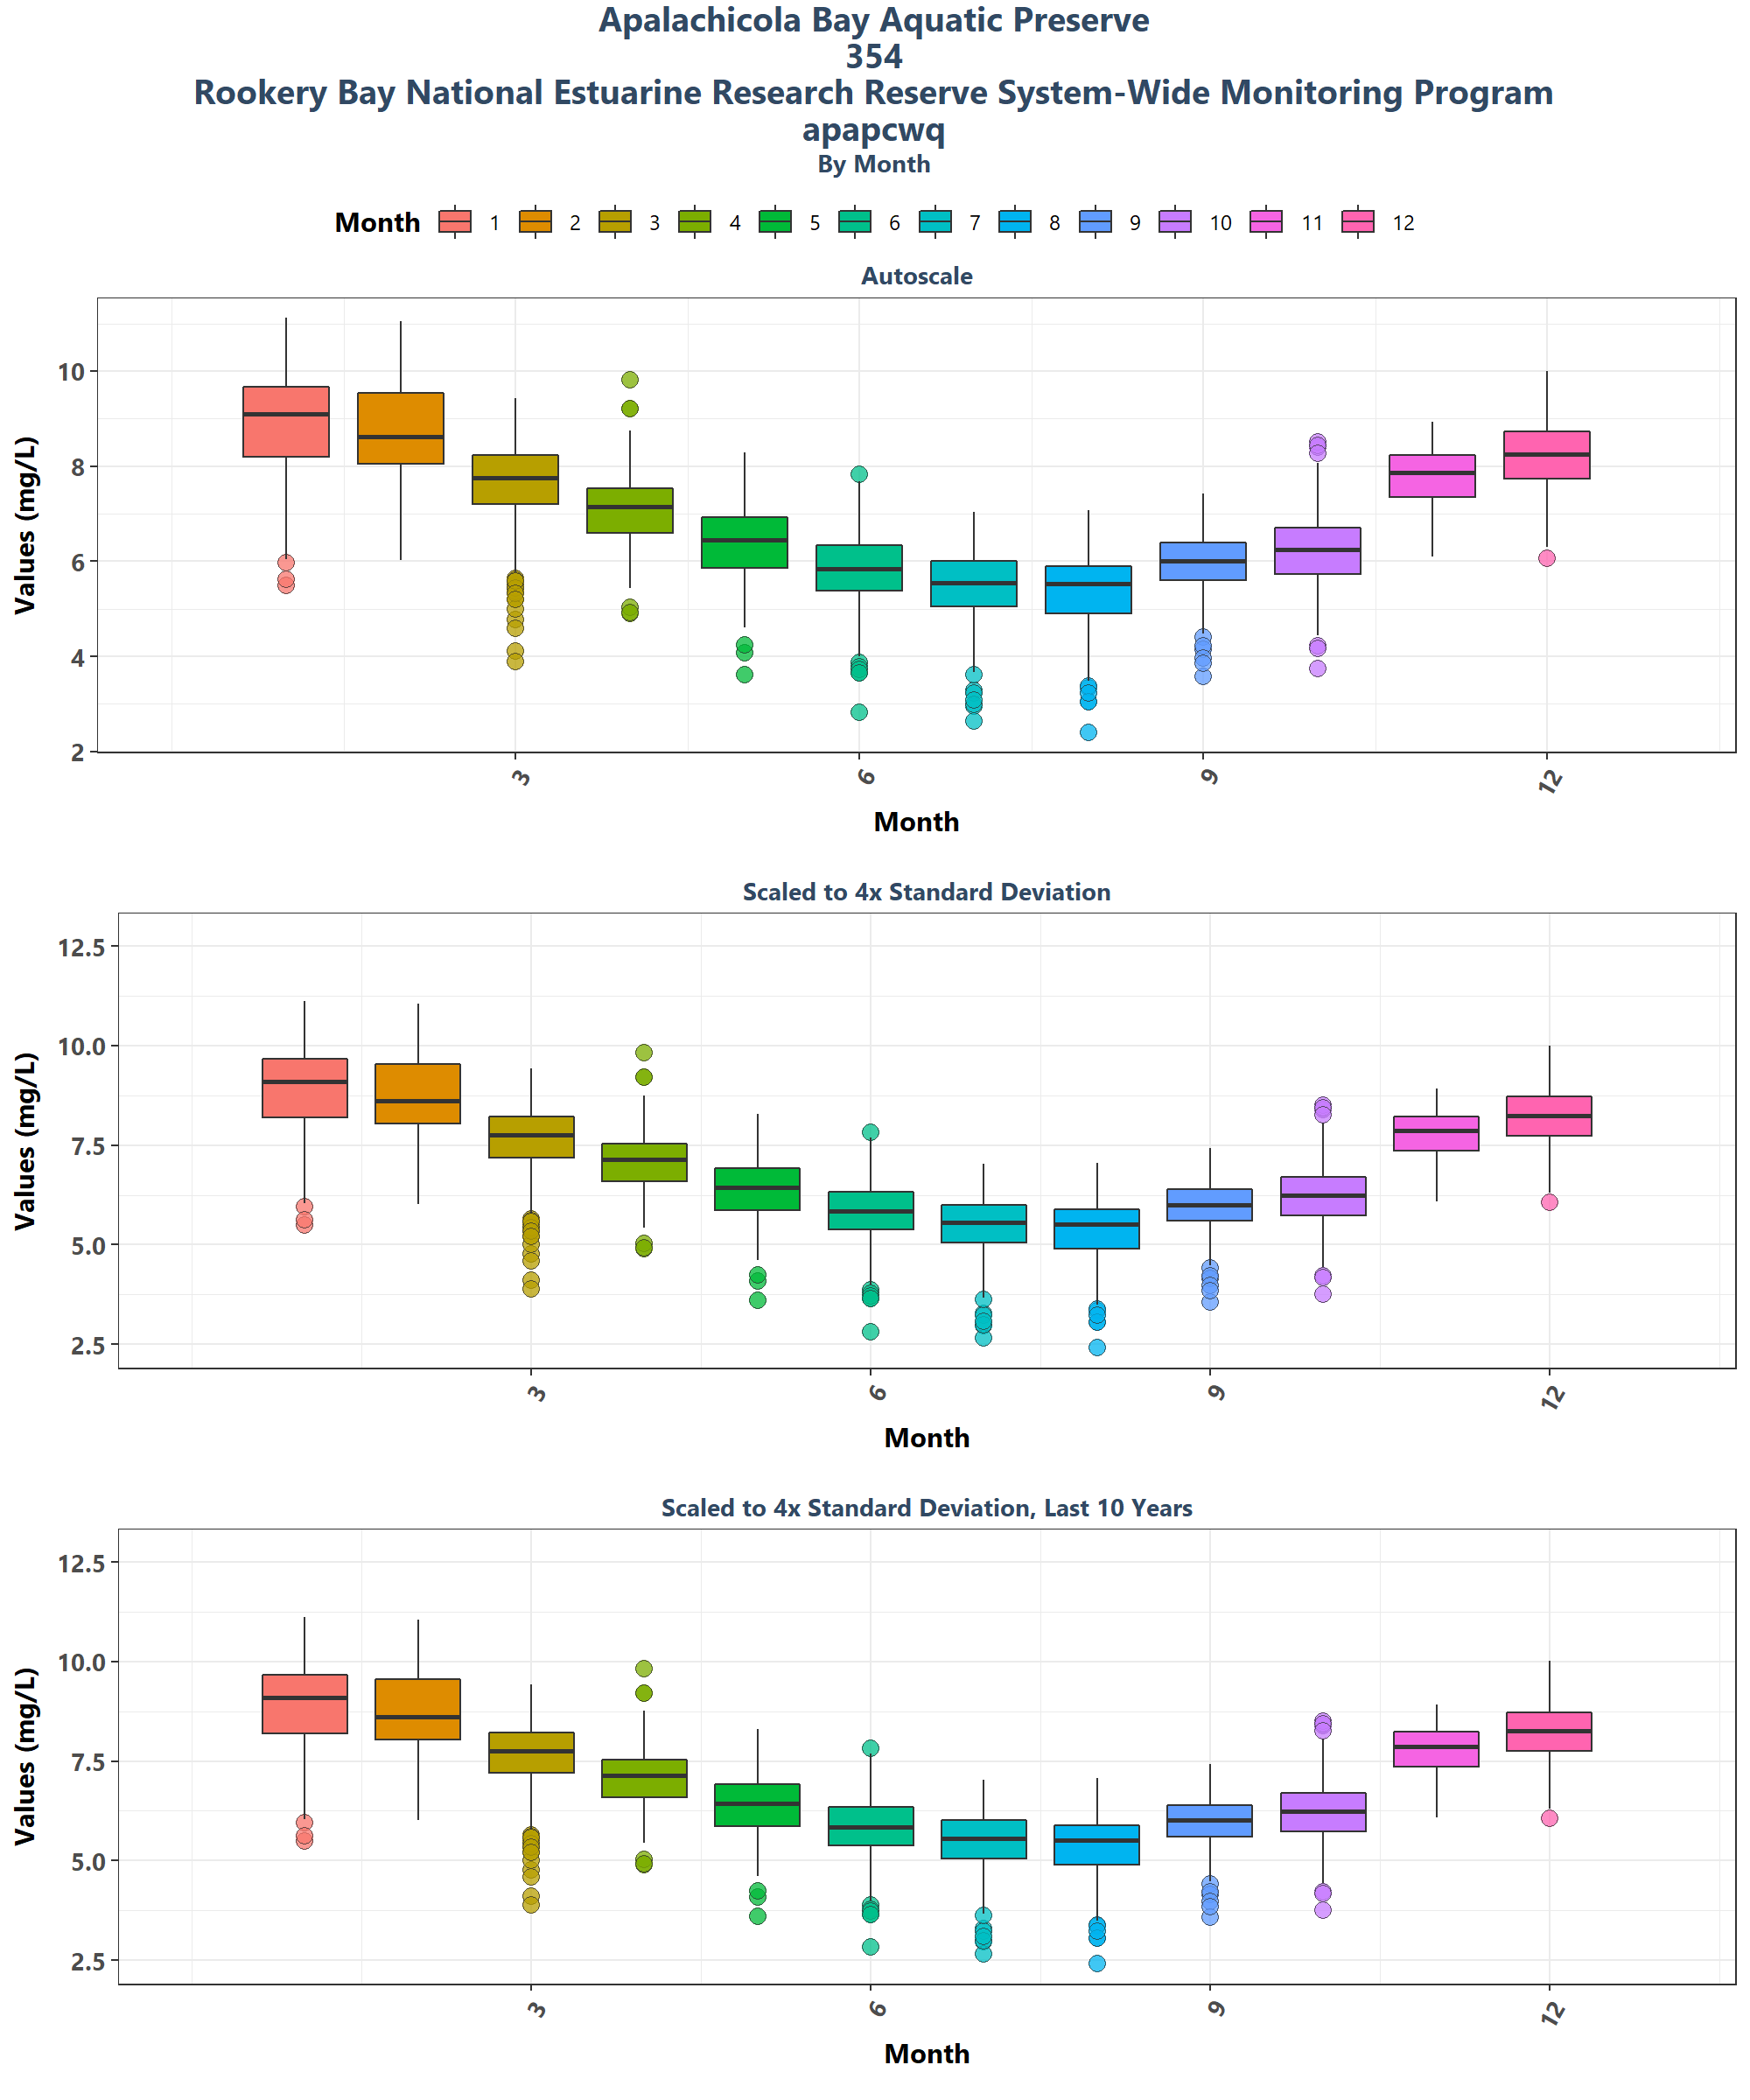 Apalachicola Bay Aquatic Preserve
354
Rookery Bay National Estuarine Research Reserve System-Wide Monitoring Program
apapcwq
By Month
Month 1 2 3 4 5 6 7 8 9 10 11 12
Autoscale
Values (mg/L)
10
8
6
4
2
3 6 9 12
Month
Scaled to 4x Standard Deviation
Values (mg/L)
12.5
10.0
7.5
5.0
2.5
3 6 9 12
Month
Scaled to 4x Standard Deviation, Last 10 Years
Values (mg/L)
12.5
10.0
7.5
5.0
2.5
3 6 9 12
Month